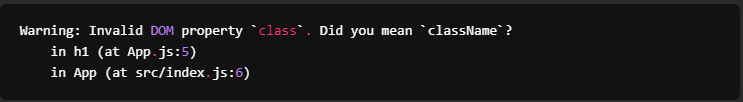 Warning: Invalid DOM property `class`. Did you mean `className`?
    in h1 (at App.js:5)
    in App (at src/index.js:6)